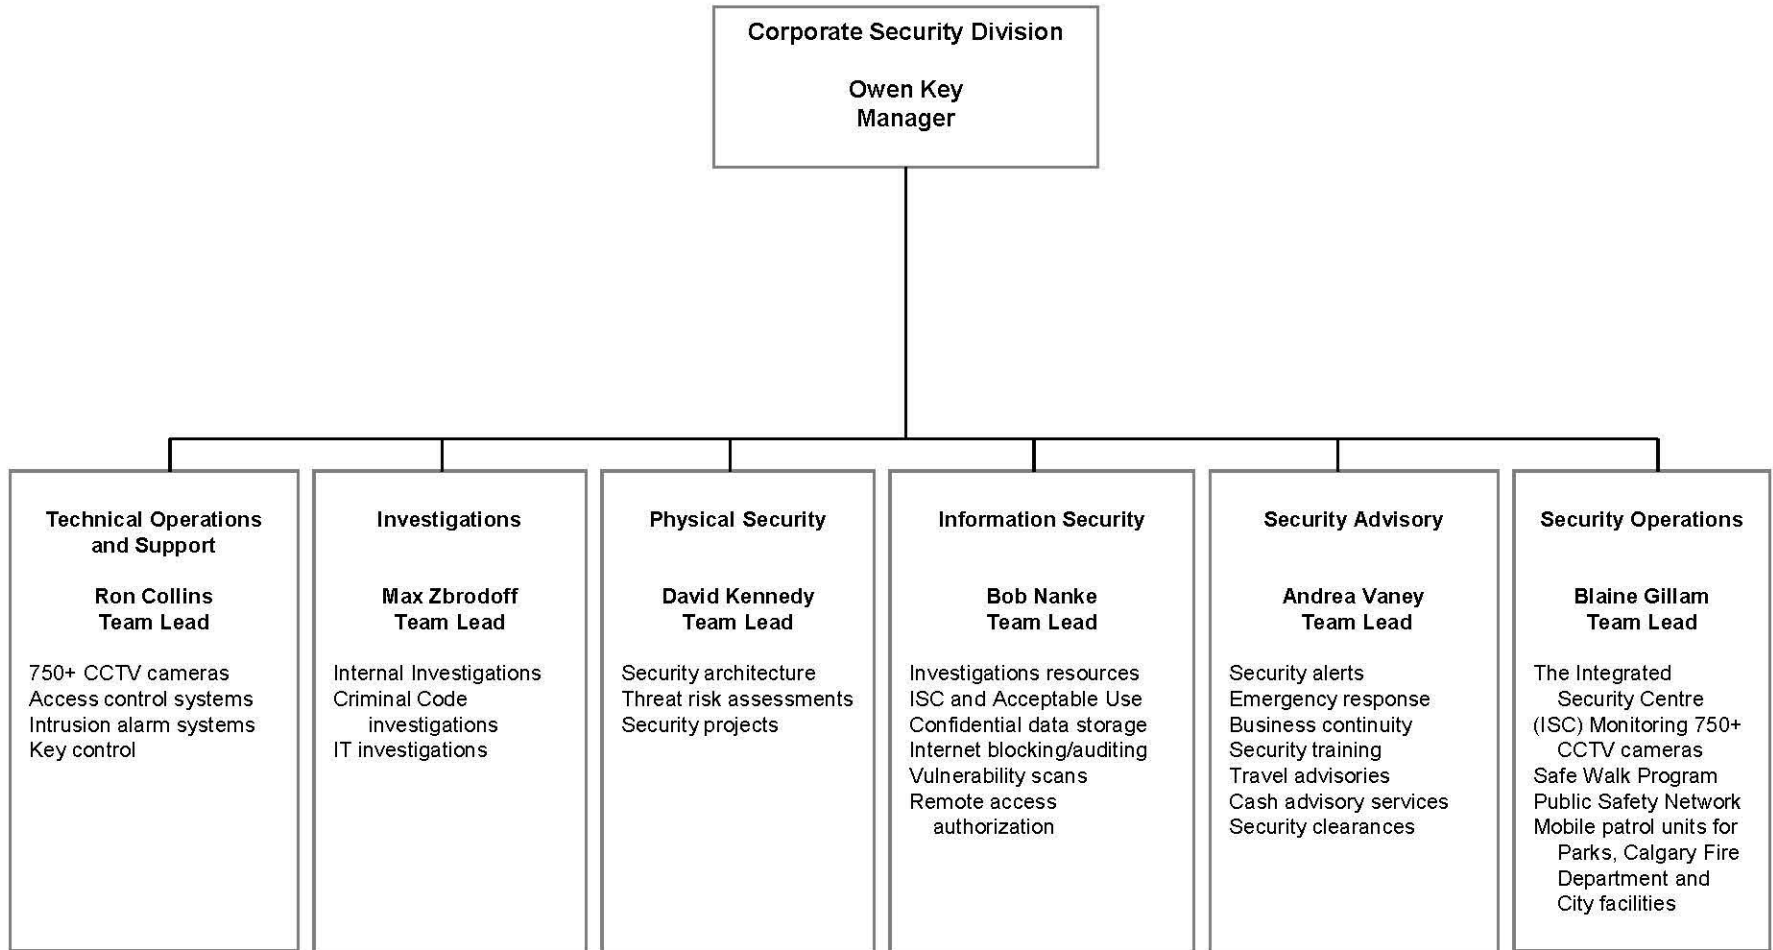 Corporate Security Division
Owen Key
Manager
Technical Operations
and Support
Ron Collins
Team Lead
750+ CCTV cameras
Access control systems
Intrusion alarm systems
Key control
Investigations
Max Zbrodoff
Team Lead
Internal Investigations
Criminal Code
investigations
IT investigations
Physical Security
David Kennedy
Team Lead
Security architecture
Threat risk assessments
Security projects
Information Security
Bob Nanke
Team Lead
Investigations resources
ISC and Acceptable Use
Confidential data storage
Internet blocking/auditing
Vulnerability scans
Remote access
authorization
Security Advisory
Andrea Vaney
Team Lead
Security alerts
Emergency response
Business continuity
Security training
Travel advisories
Cash advisory services
Security clearances
Security Operations
Blaine Gillam
Team Lead
The Integrated
Security Centre
(ISC) Monitoring 750+
CCTV cameras
Safe Walk Program
Public Safety Network
Mobile patrol units for
Parks, Calgary Fire
Department and
City facilities